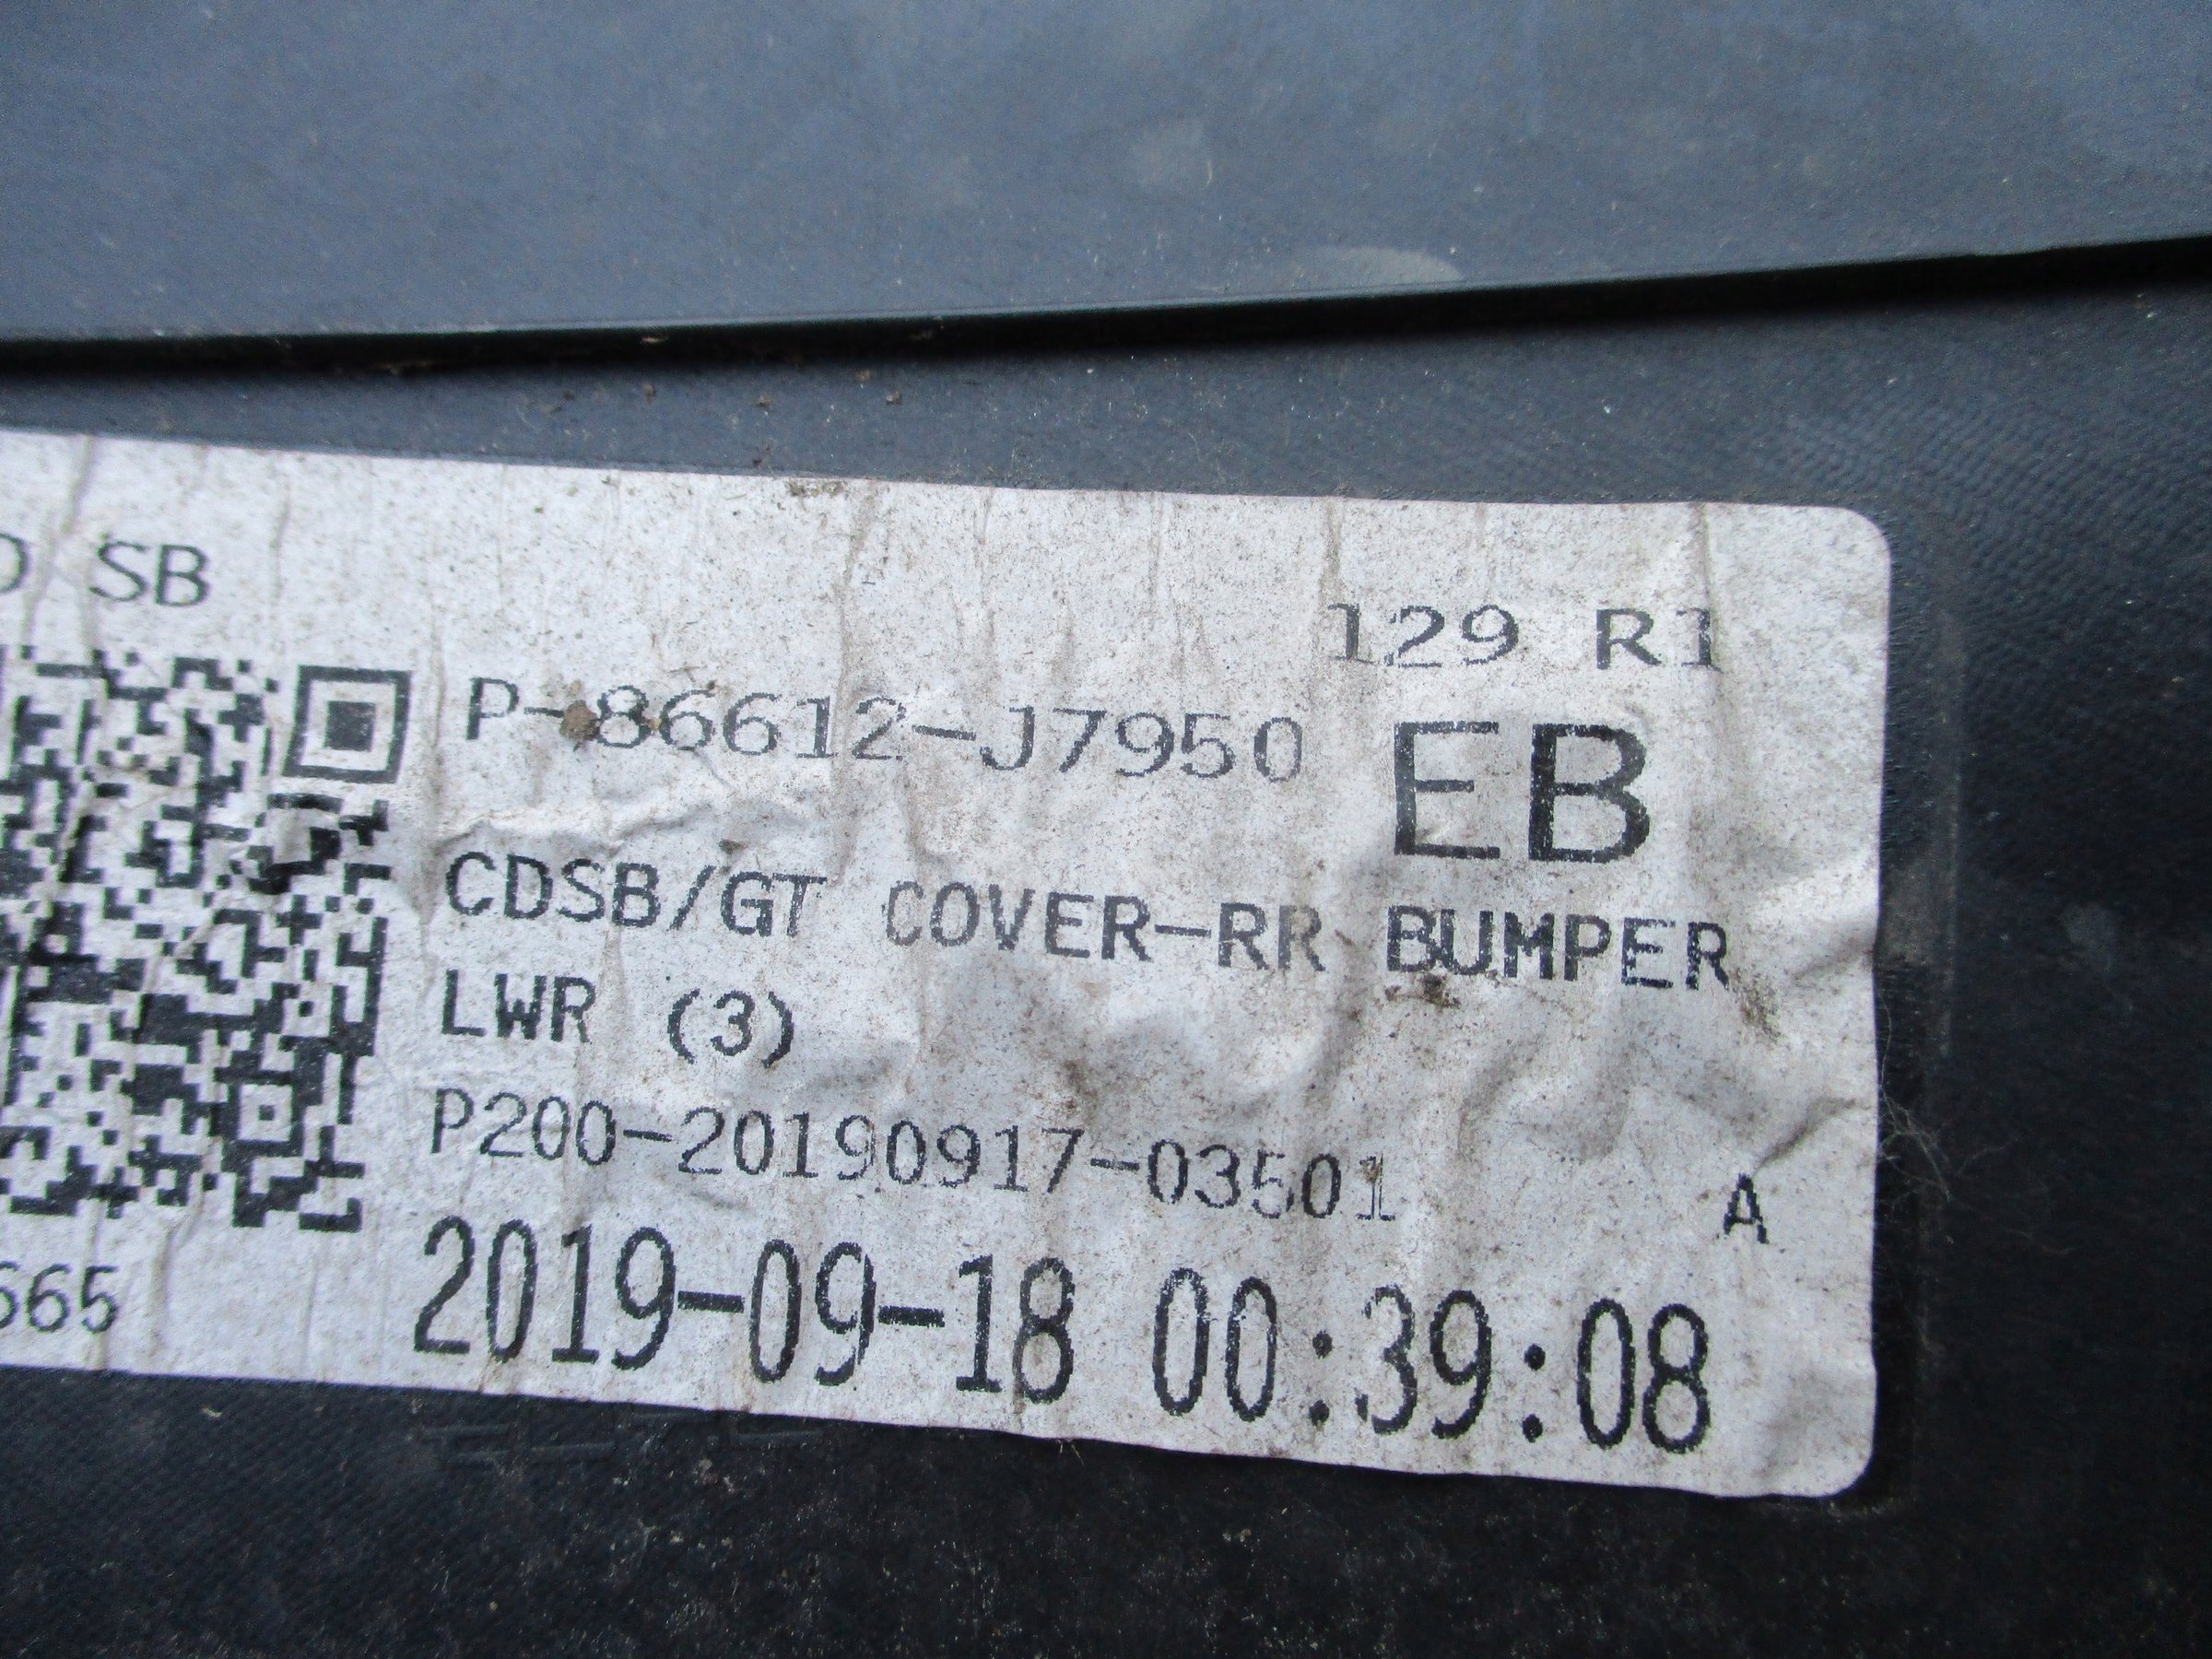 SB
129 R1
P-86612-J7950
EB
CDSB/GT COVER-RR BUMPER
LWR (3)
P200-20190917-03501
A
665
2019-09-18 00:39:08